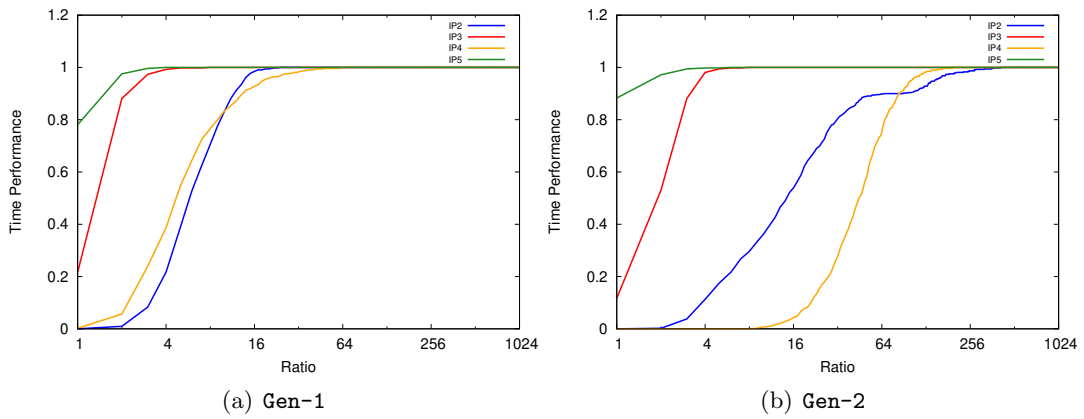 1.2
1
0.8
0.6
0.4
0.2
0
Time Performance
1 4 16 64 256 1024
Ratio
IP2
IP3
IP4
IP5
(a) Gen-1
1.2
1
0.8
0.6
0.4
0.2
0
Time Performance
1 4 16 64 256 1024
Ratio
IP2
IP3
IP4
IP5
(b) Gen-2